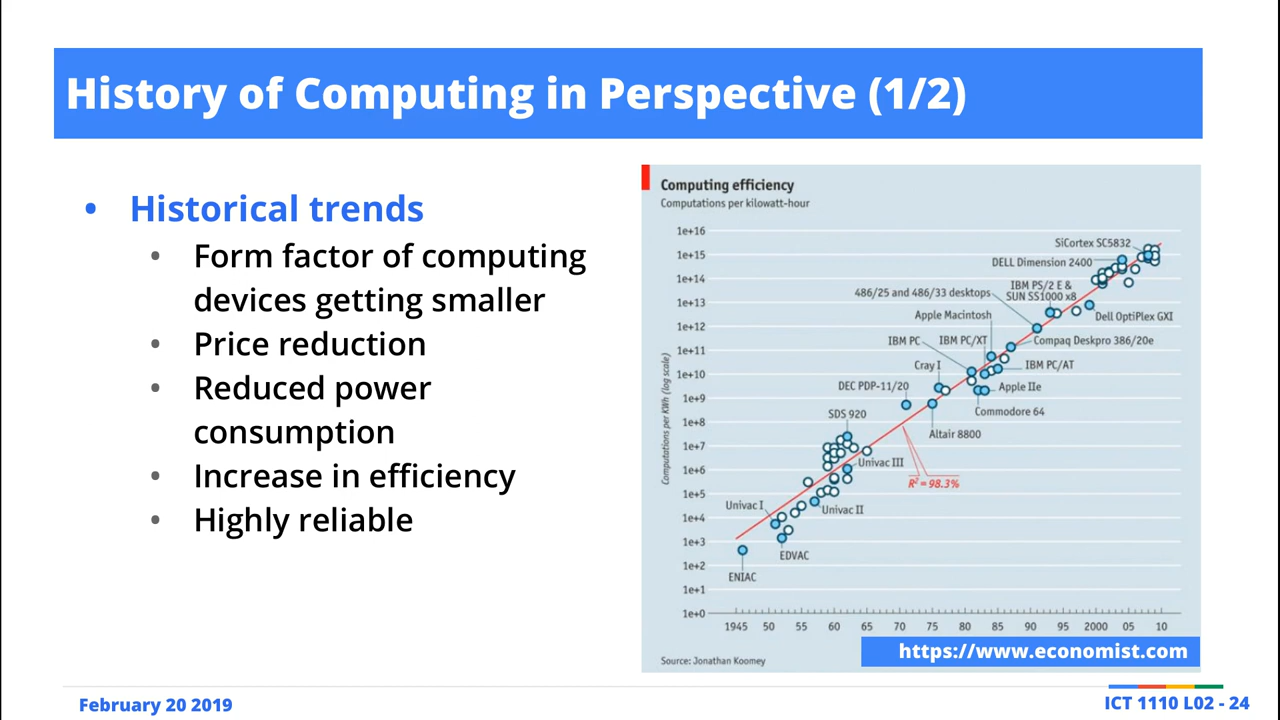 History of Computing in Perspective (1/2)
• Historical trends
• Form factor of computing
devices getting smaller
• Price reduction
• Reduced power
consumption
• Increase in efficiency
• Highly reliable
Computing efficiency
Computations per kilowatt-hour
Computations per KWh (log scale)
1e+16
1e+15
1e+14
1e+13
1e+12
1e+11
1e+10
1e+9
1e+8
1e+7
1e+6
1e+5
1e+4
1e+3
1e+2
1e+1
1e+0
SiCortex SC5832
DELL Dimension 2400
IBM PS/2 E &
SUN SS1000 x8
486/25 and 486/33 desktops
Dell OptiPlex GXI
Apple Macintosh
IBM PC
IBM PC/XT
Compaq Deskpro 386/20e
Cray I
IBM PC/AT
DEC PDP-11/20
Apple IIe
Commodore 64
SDS 920
Altair 8800
Univac III
R²=98.3%
Univac I
Univac II
EDVAC
ENIAC
1945 50 55 60 65 70 75 80 85 90 95 2000 05 10
Source: Jonathan Koomey
https://www.economist.com
February 20 2019
ICT 1110 L02 - 24